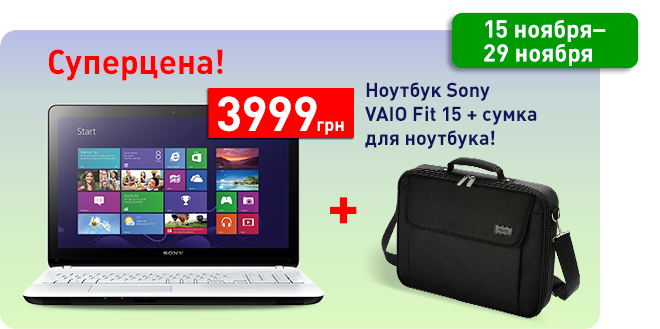 15 ноября–
29 ноября
Суперцена!
3999грн
Ноутбук Sony
VAIO Fit 15 + сумка
для ноутбука!
Start
SONY
+